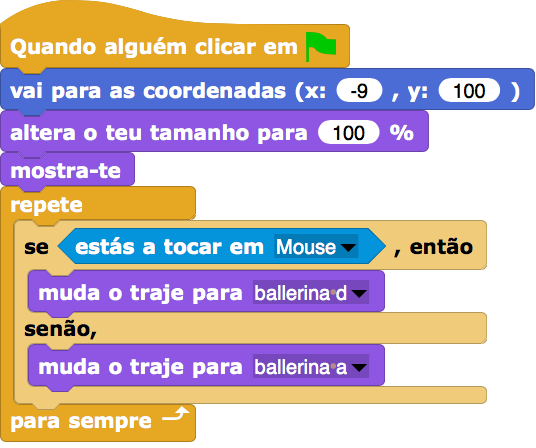 Quando alguém clicar em
vai para as coordenadas (x: -9 , y: 100 )
altera o teu tamanho para 100 %
mostra-te
repete
se estás a tocar em Mouse , então
muda o traje para ballerina d
senão,
muda o traje para ballerina a
para sempre